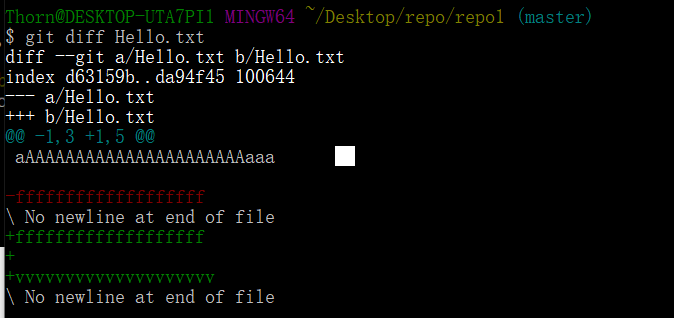 Thorn@DESKTOP-UTA7PI1 MINGW64 ~/Desktop/repo/repo1 (master)
$ git diff Hello.txt
diff --git a/Hello.txt b/Hello.txt
index d63159b..da94f45 100644
--- a/Hello.txt
+++ b/Hello.txt
@@ -1,3 +1,5 @@
 aAAAAAAAAAAAAAAAAAAAAAAaaa
-fffffffffffffffffff
\ No newline at end of file
+fffffffffffffffffff
+
+vvvvvvvvvvvvvvvvvvvv
\ No newline at end of file